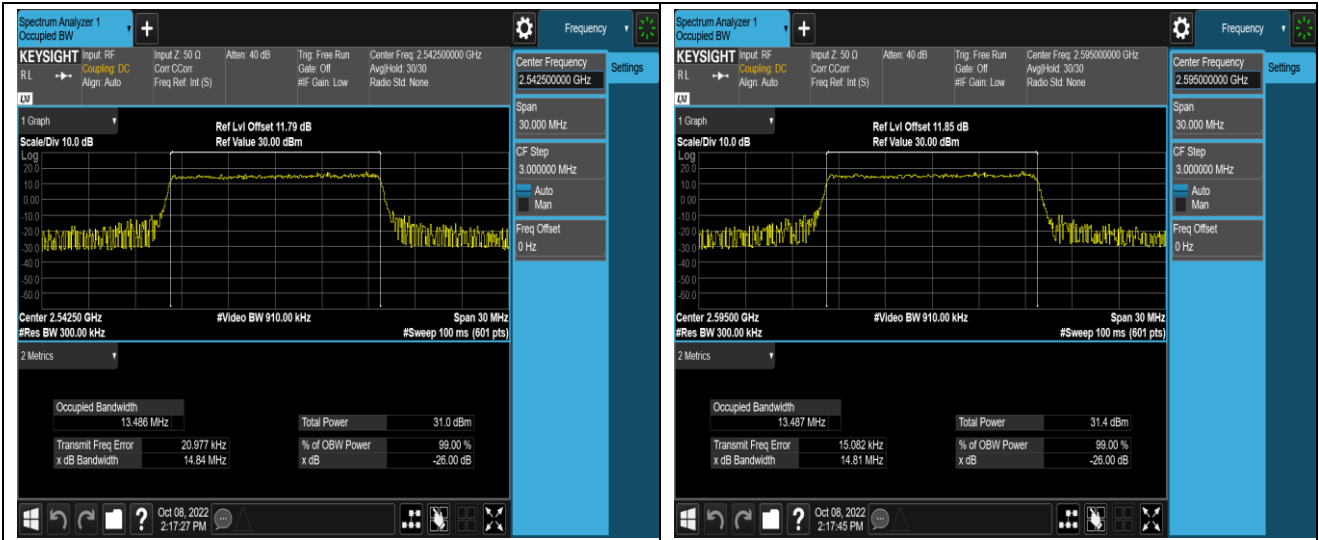 Spectrum Analyzer 1
Occupied BW
+
Frequency
KEYSIGHT Input: RF Input Z: 50 Ω Atten: 40 dB Trig: Free Run Center Freq: 2.542500000 GHz
RL Coupling: DC Corr CCorr Gate: Off Avg|Hold: 30/30
Align: Auto Freq Ref: Int (S) #IF Gain: Low Radio Std: None
LXI
Center Frequency
2.542500000 GHz
Settings
Span
30.000 MHz
CF Step
3.000000 MHz
Auto
Man
Freq Offset
0 Hz
1 Graph
Ref Lvl Offset 11.79 dB
Scale/Div 10.0 dB Ref Value 30.00 dBm
Log
20.0
10.0
0.00
-10.0
-20.0
-30.0
-40.0
-50.0
-60.0
Center 2.54250 GHz #Video BW 910.00 kHz Span 30 MHz
#Res BW 300.00 kHz #Sweep 100 ms (601 pts)
2 Metrics
Occupied Bandwidth
13.486 MHz
Total Power 31.0 dBm
Transmit Freq Error 20.977 kHz % of OBW Power 99.00 %
x dB Bandwidth 14.84 MHz x dB -26.00 dB
?
Oct 08, 2022
2:17:27 PM
Spectrum Analyzer 1
Occupied BW
+
Frequency
KEYSIGHT Input: RF Input Z: 50 Ω Atten: 40 dB Trig: Free Run Center Freq: 2.595000000 GHz
RL Coupling: DC Corr CCorr Gate: Off Avg|Hold: 30/30
Align: Auto Freq Ref: Int (S) #IF Gain: Low Radio Std: None
LXI
Center Frequency
2.595000000 GHz
Settings
Span
30.000 MHz
CF Step
3.000000 MHz
Auto
Man
Freq Offset
0 Hz
1 Graph
Ref Lvl Offset 11.85 dB
Scale/Div 10.0 dB Ref Value 30.00 dBm
Log
20.0
10.0
0.00
-10.0
-20.0
-30.0
-40.0
-50.0
-60.0
Center 2.59500 GHz #Video BW 910.00 kHz Span 30 MHz
#Res BW 300.00 kHz #Sweep 100 ms (601 pts)
2 Metrics
Occupied Bandwidth
13.487 MHz
Total Power 31.4 dBm
Transmit Freq Error 15.082 kHz % of OBW Power 99.00 %
x dB Bandwidth 14.81 MHz x dB -26.00 dB
?
Oct 08, 2022
2:17:45 PM